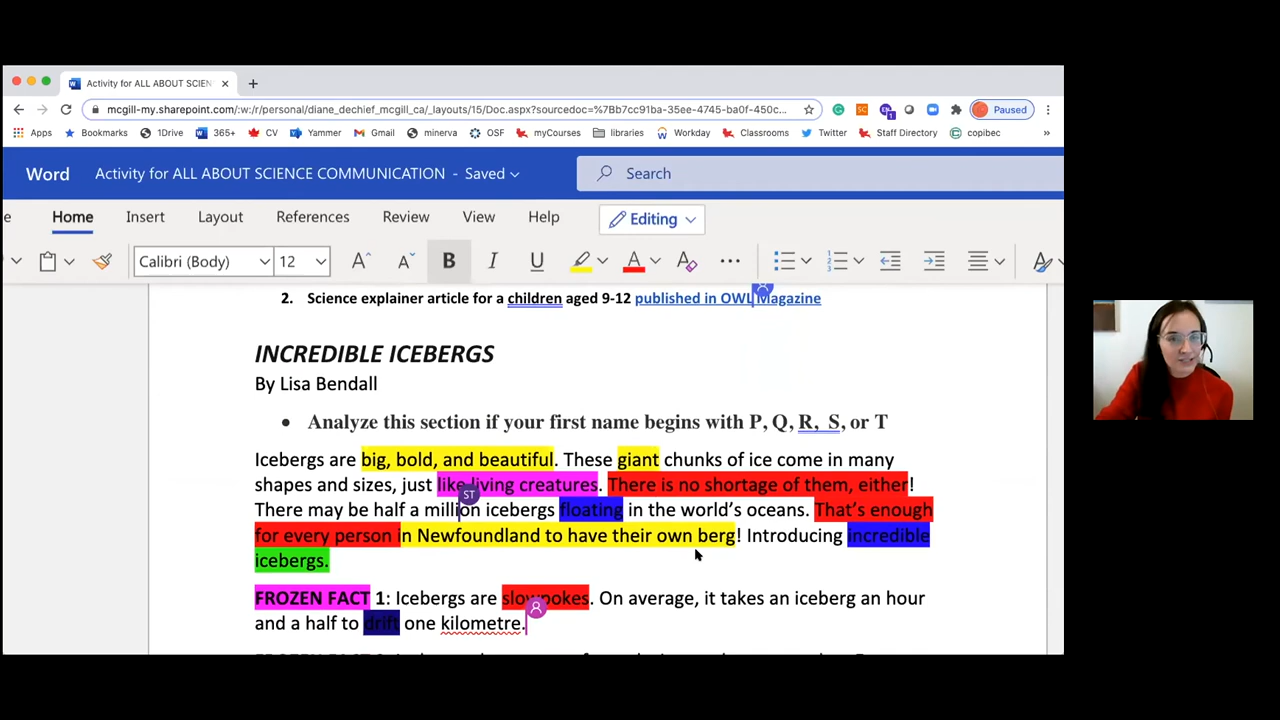 Activity for ALL ABOUT SCIEN
mcgill-my.sharepoint.com/:w:/r/personal/diane_dechief_mcgill_ca/_layouts/15/Doc.aspx?sourcedoc=%7Bb7cc91ba-35ee-4745-ba0f-450c... Paused
Apps Bookmarks 1Drive 365+ CV Yammer Gmail minerva OSF myCourses libraries Workday Classrooms Twitter Staff Directory copibec »
Word Activity for ALL ABOUT SCIENCE COMMUNICATION - Saved Search
e Home Insert Layout References Review View Help Editing
Calibri (Body) 12 A A B I U A A
2. Science explainer article for a children aged 9-12 published in OWL Magazine
INCREDIBLE ICEBERGS
By Lisa Bendall
• Analyze this section if your first name begins with P, Q, R, S, or T
Icebergs are big, bold, and beautiful. These giant chunks of ice come in many
shapes and sizes, just like living creatures. There is no shortage of them, either!
ST
There may be half a million icebergs floating in the world's oceans. That's enough
for every person in Newfoundland to have their own berg! Introducing incredible
icebergs.
FROZEN FACT 1: Icebergs are slowpokes. On average, it takes an iceberg an hour
and a half to drift one kilometre.